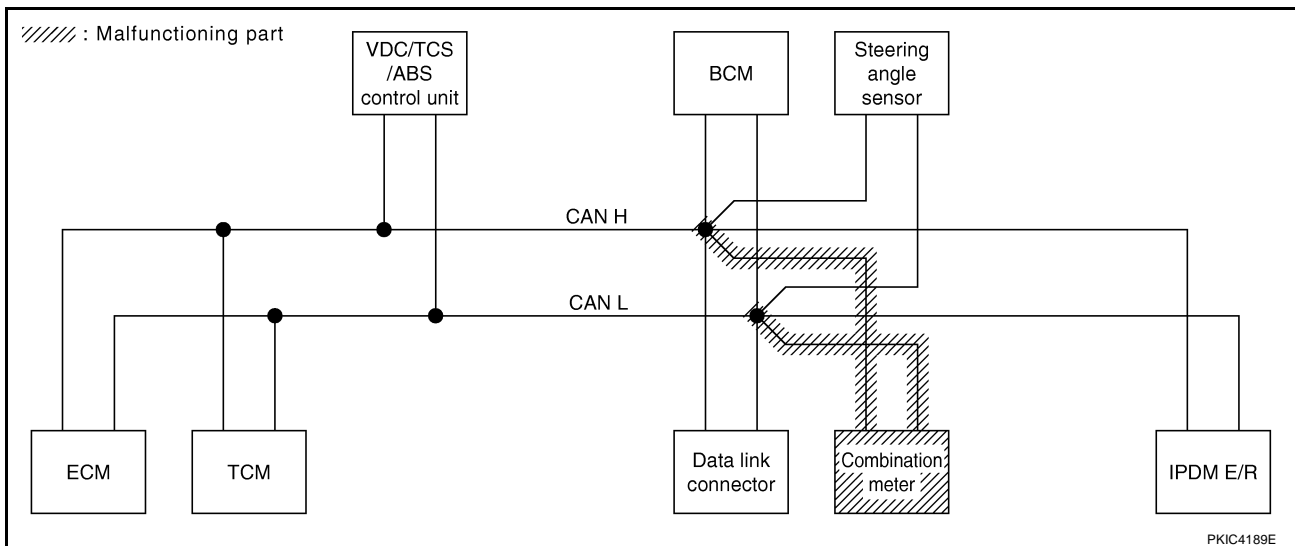 : Malfunctioning part
VDC/TCS
/ABS
control unit
BCM
Steering
angle
sensor
CAN H
CAN L
ECM
TCM
Data link
connector
Combination
meter
IPDM E/R
PKIC4189E